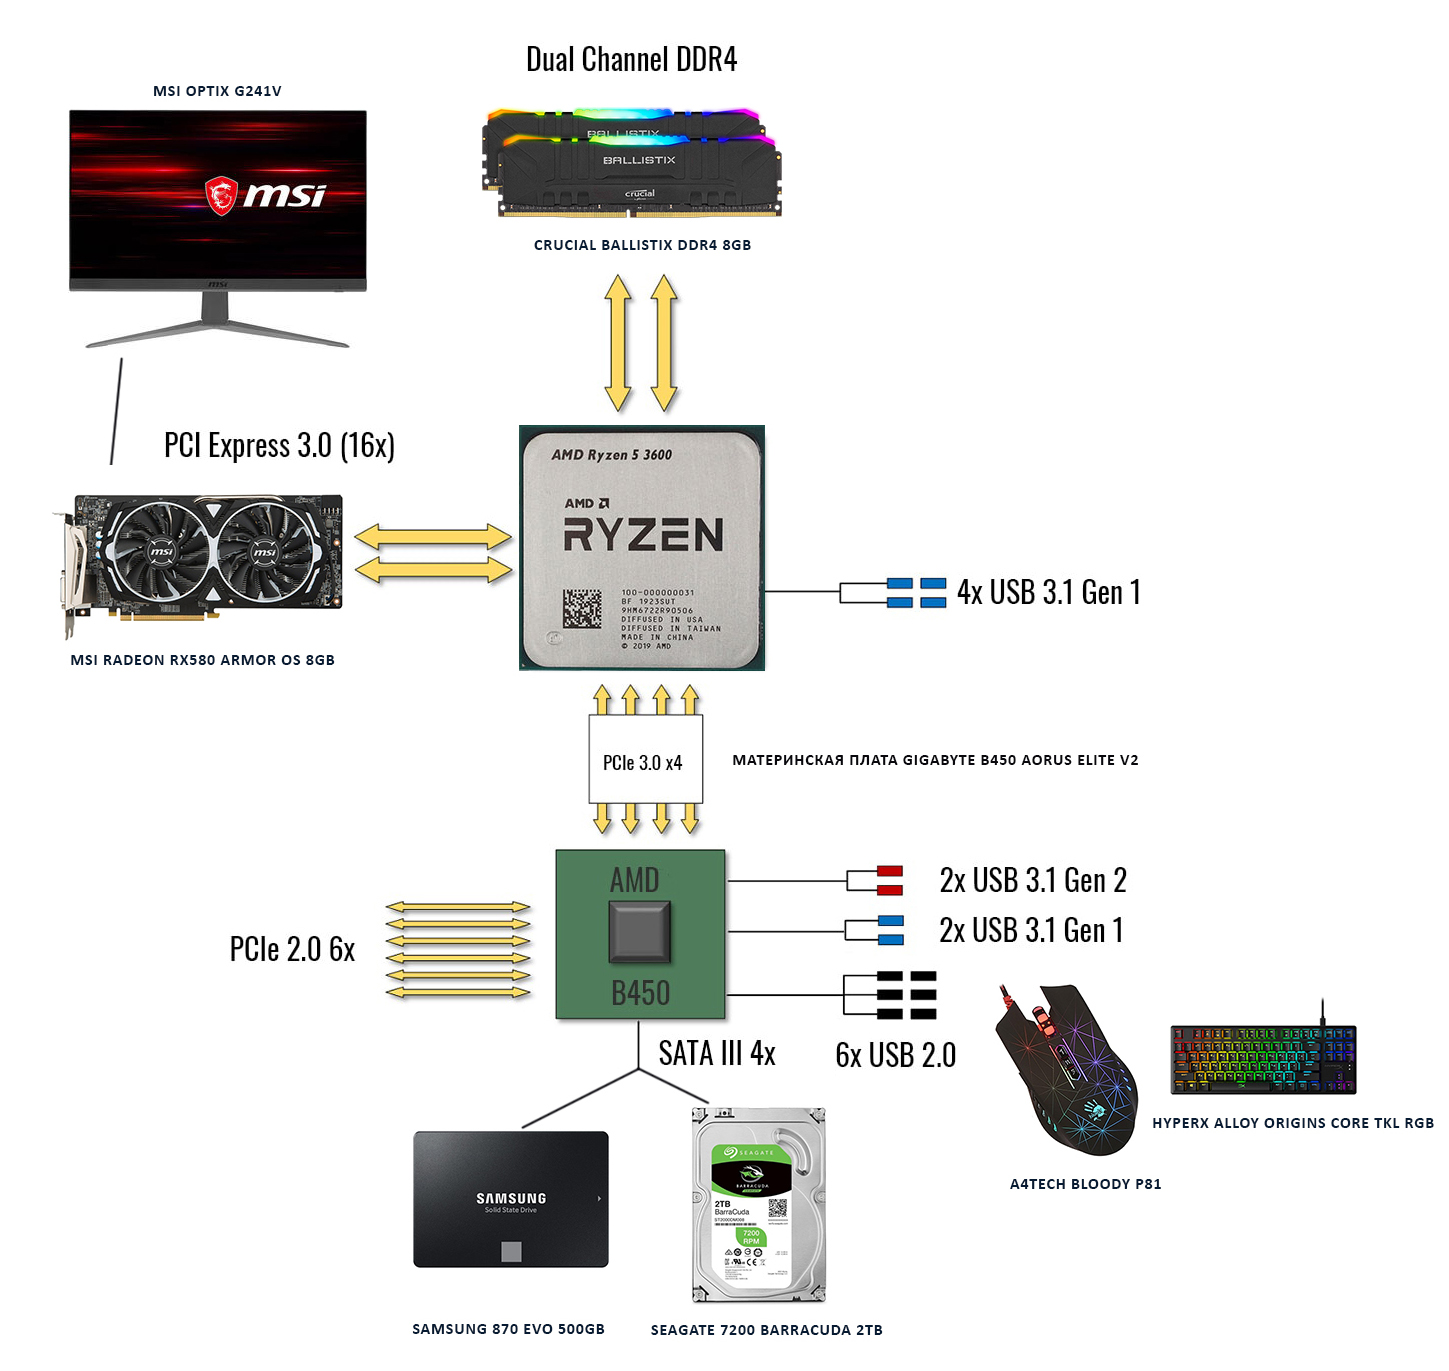 Dual Channel DDR4
MSI OPTIX G241V
msi
msi
BALLISTIX
BALLISTIX
crucial
CRUCIAL BALLISTIX DDR4 8GB
PCI Express 3.0 (16x)
msi
msi
MSI RADEON RX580 ARMOR OS 8GB
AMD Ryzen 5 3600
AMD
RYZEN
100-000000031
BF 1923SUT
9HM6722R90506
DIFFUSED IN USA
DIFFUSED IN TAIWAN
MADE IN CHINA
© 2019 AMD
4x USB 3.1 Gen 1
PCIe 3.0 x4
МАТЕРИНСКАЯ ПЛАТА GIGABYTE B450 AORUS ELITE V2
AMD
B450
2x USB 3.1 Gen 2
2x USB 3.1 Gen 1
PCIe 2.0 6x
6x USB 2.0
SATA III 4x
HYPERX ALLOY ORIGINS CORE TKL RGB
A4TECH BLOODY P81
SAMSUNG
Solid State Drive
SEAGATE
BARRACUDA
2TB
BarraCuda
7200
RPM
SAMSUNG 870 EVO 500GB
SEAGATE 7200 BARRACUDA 2TB